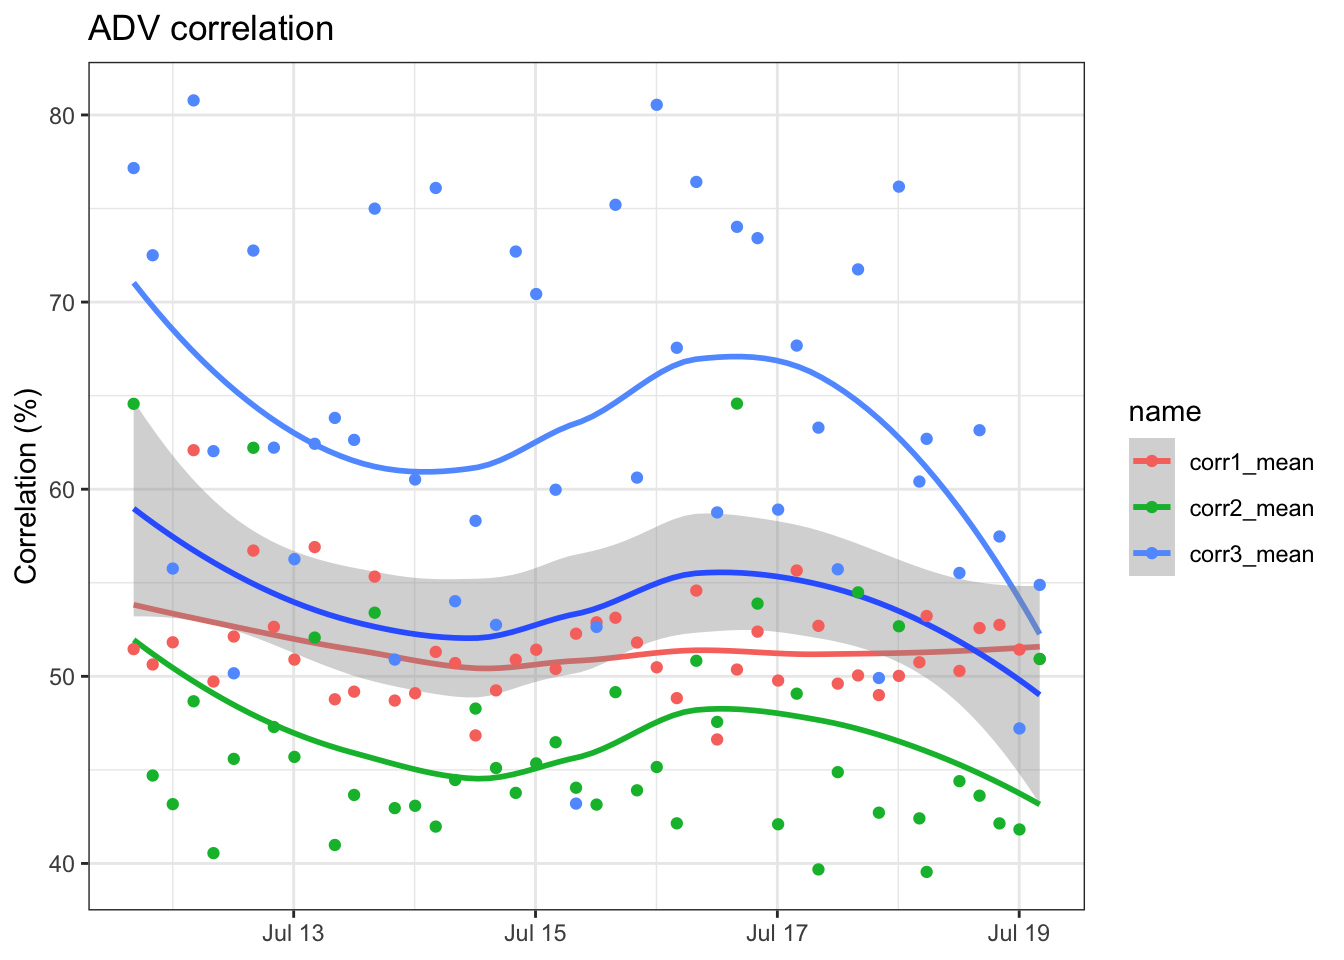 ADV correlation
Correlation (%)
80
70
60
50
40
Jul 13
Jul 15
Jul 17
Jul 19
name
corr1_mean
corr2_mean
corr3_mean